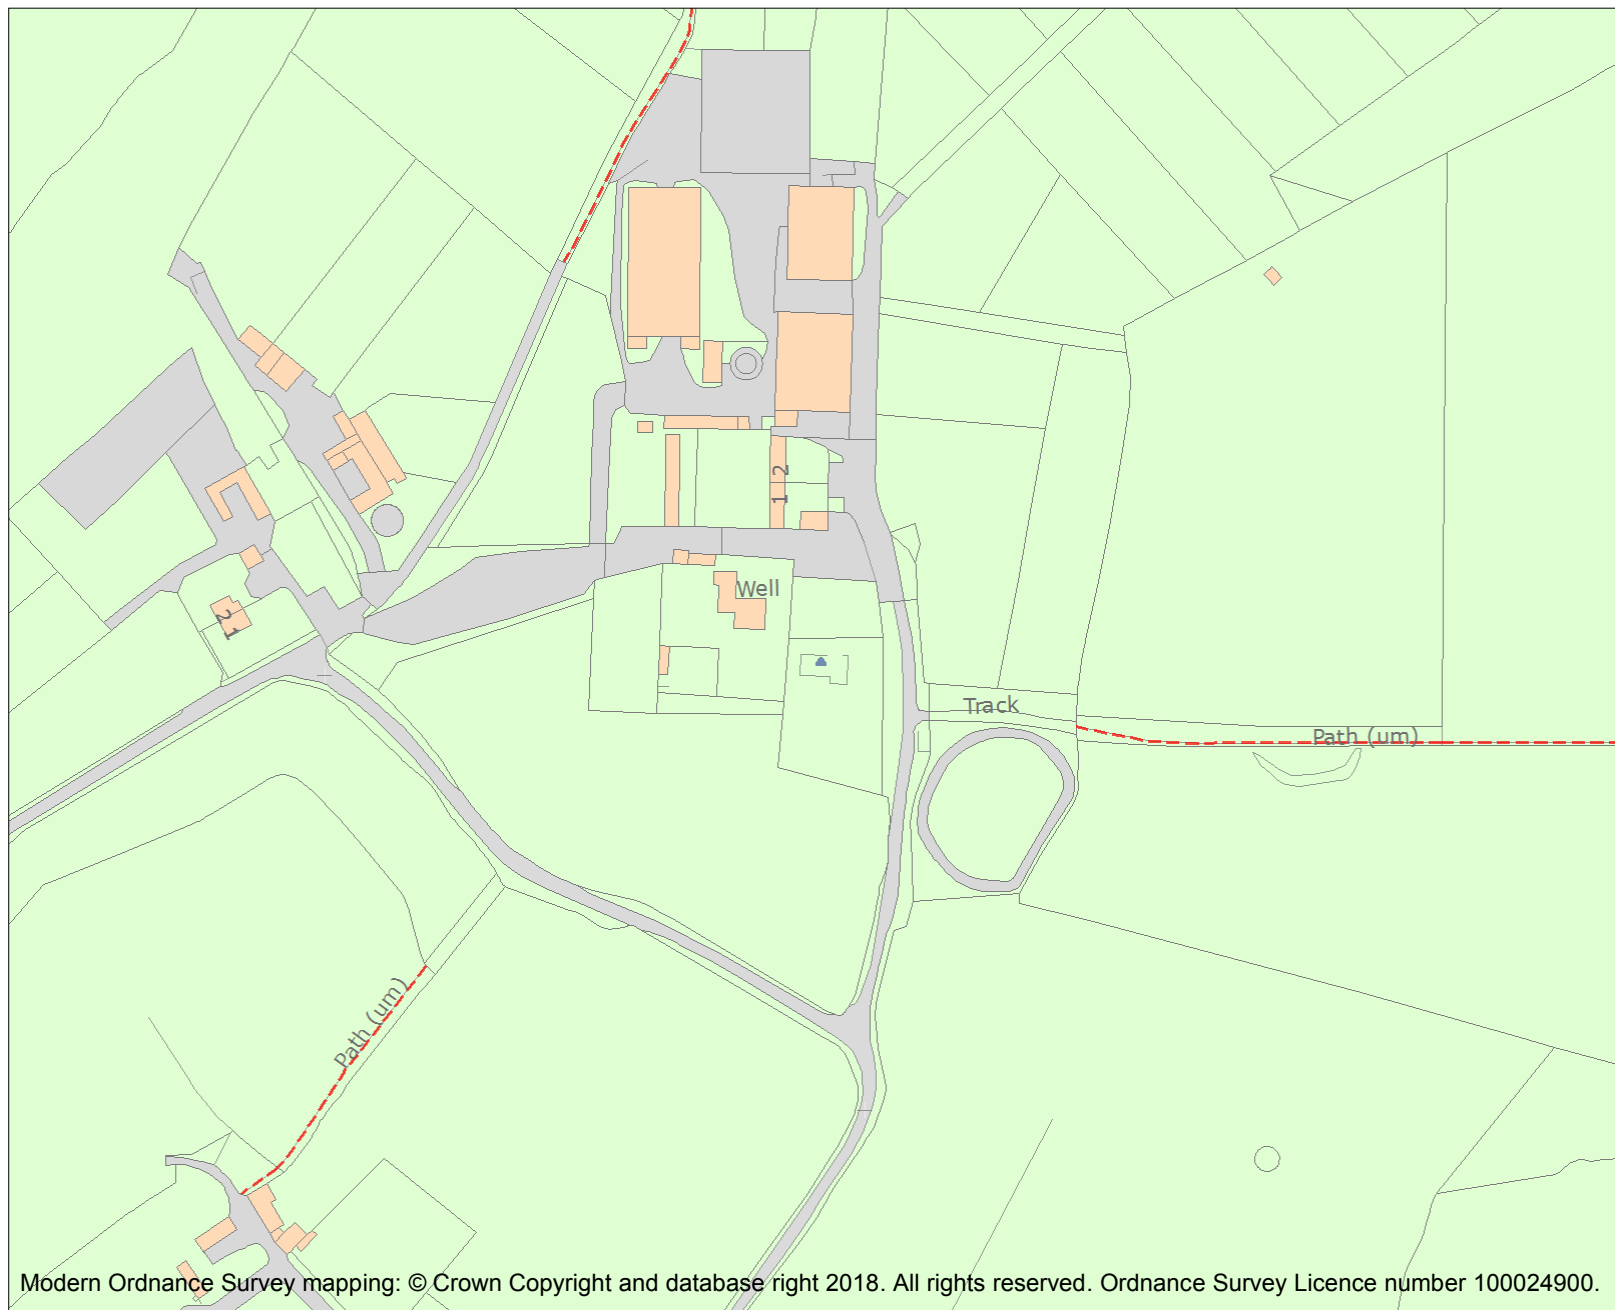 2
1
Well
2 1
Track
Path (um)
Path (um)
Modern Ordnance Survey mapping: © Crown Copyright and database right 2018. All rights reserved. Ordnance Survey Licence number 100024900.